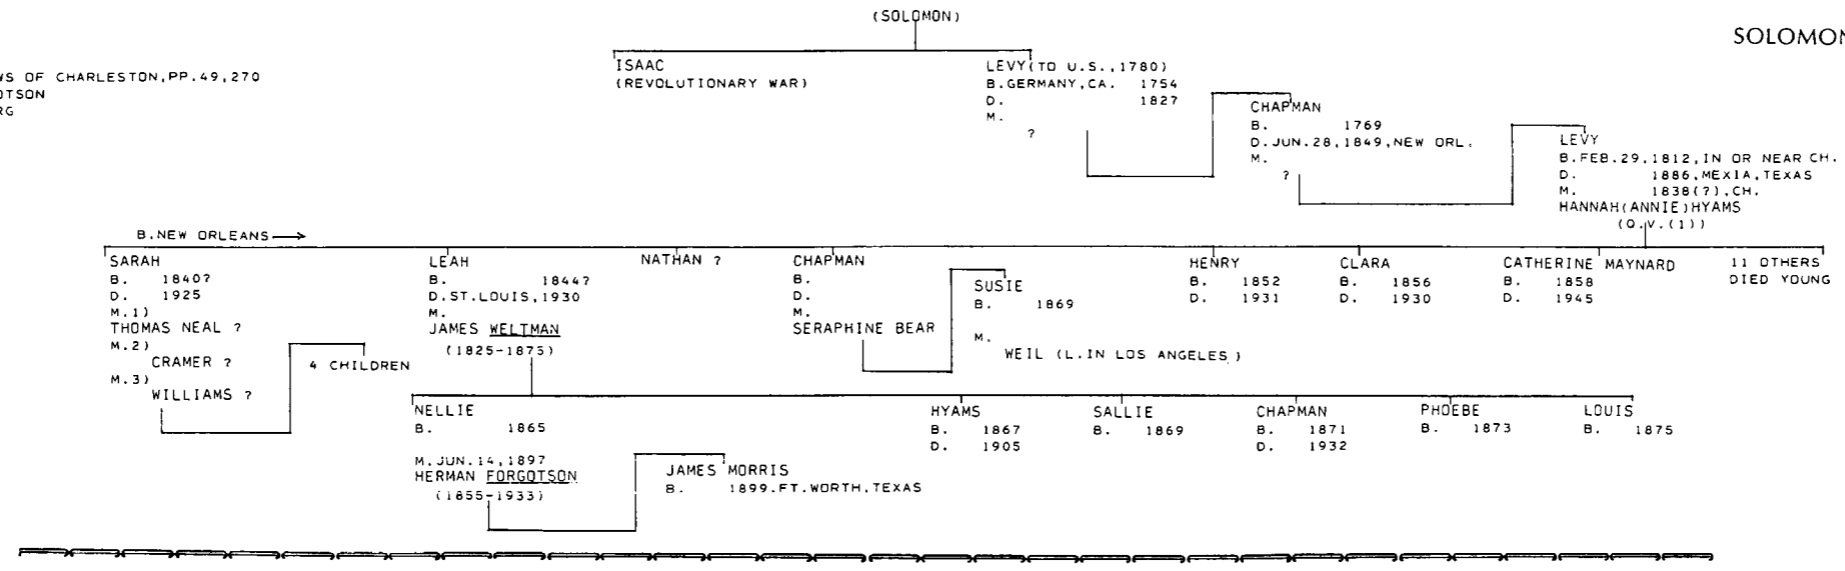 (SOLOMON)
SOLOMON
WS OF CHARLESTON,PP.49,270
OTSON
RG
ISAAC
(REVOLUTIONARY WAR)
LEVY(TO U.S.,1780)
B.GERMANY,CA. 1754
D. 1827
M.
?
CHAPMAN
B. 1769
D.JUN.28,1849,NEW ORL.
M.
?
LEVY
B.FEB.29,1812,IN OR NEAR CH.
D. 1886,MEXIA,TEXAS
M. 1838(?),CH.
HANNAH(ANNIE)HYAMS
(Q.V.(1))
B.NEW ORLEANS→
SARAH
B. 1840?
D. 1925
M.1)
THOMAS NEAL ?
M.2)
CRAMER ?
M.3)
WILLIAMS ?
4 CHILDREN
LEAH
B. 1844?
D.ST.LOUIS,1930
M.
JAMES WELTMAN
(1825-1875)
NATHAN ?
CHAPMAN
B.
D.
M.
SERAPHINE BEAR
SUSIE
B. 1869
M.
WEIL (L.IN LOS ANGELES)
HENRY
B. 1852
D. 1931
CLARA
B. 1856
D. 1930
CATHERINE MAYNARD
B. 1858
D. 1945
11 OTHERS
DIED YOUNG
NELLIE
B. 1865
M.JUN.14,1897
HERMAN FORGOTSON
(1855-1933)
JAMES MORRIS
B. 1899.FT.WORTH,TEXAS
HYAMS
B. 1867
D. 1905
SALLIE
B. 1869
CHAPMAN
B. 1871
D. 1932
PHOEBE
B. 1873
LOUIS
B. 1875